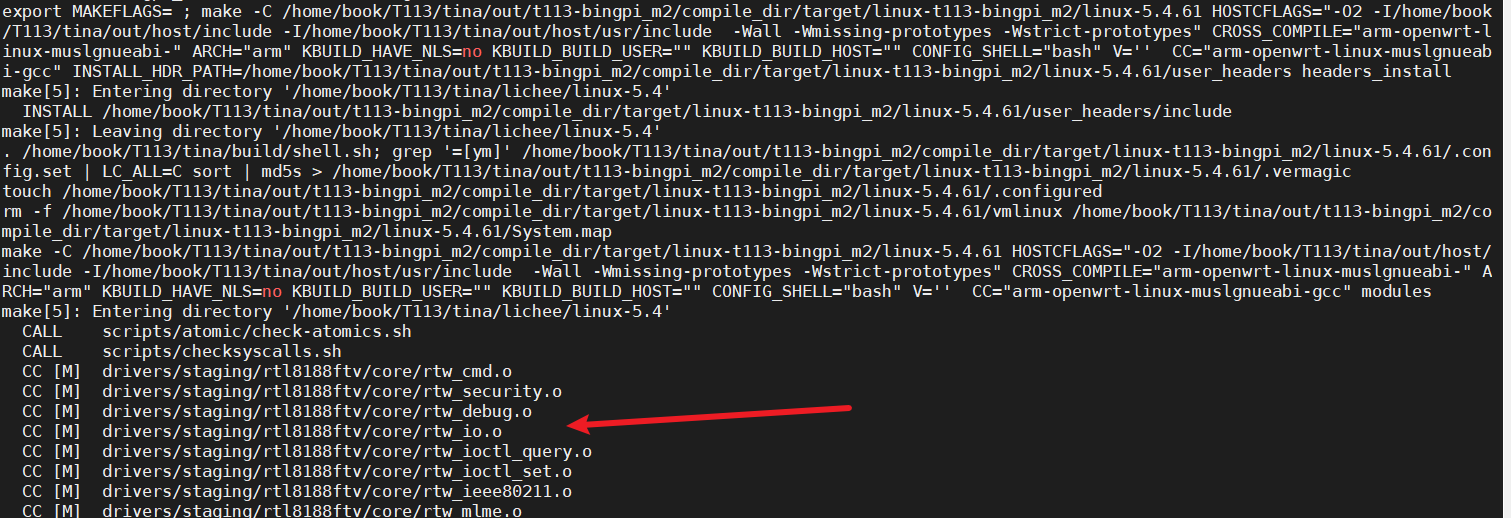 export MAKEFLAGS= ; make -C /home/book/T113/tina/out/t113-bingpi_m2/compile_dir/target/linux-t113-bingpi_m2/linux-5.4.61 HOSTCFLAGS="-O2 -I/home/book
/T113/tina/out/host/include -I/home/book/T113/tina/out/host/usr/include  -Wall -Wmissing-prototypes -Wstrict-prototypes" CROSS_COMPILE="arm-openwrt-l
inux-muslgnueabi-" ARCH="arm" KBUILD_HAVE_NLS=no KBUILD_BUILD_USER="" KBUILD_BUILD_HOST="" CONFIG_SHELL="bash" V=''  CC="arm-openwrt-linux-muslgnueab
i-gcc" INSTALL_HDR_PATH=/home/book/T113/tina/out/t113-bingpi_m2/compile_dir/target/linux-t113-bingpi_m2/linux-5.4.61/user_headers headers_install
make[5]: Entering directory '/home/book/T113/tina/lichee/linux-5.4'
  INSTALL /home/book/T113/tina/out/t113-bingpi_m2/compile_dir/target/linux-t113-bingpi_m2/linux-5.4.61/user_headers/include
make[5]: Leaving directory '/home/book/T113/tina/lichee/linux-5.4'
. /home/book/T113/tina/build/shell.sh; grep '=[ym]' /home/book/T113/tina/out/t113-bingpi_m2/compile_dir/target/linux-t113-bingpi_m2/linux-5.4.61/.con
fig.set | LC_ALL=C sort | md5s > /home/book/T113/tina/out/t113-bingpi_m2/compile_dir/target/linux-t113-bingpi_m2/linux-5.4.61/.vermagic
touch /home/book/T113/tina/out/t113-bingpi_m2/compile_dir/target/linux-t113-bingpi_m2/linux-5.4.61/.configured
rm -f /home/book/T113/tina/out/t113-bingpi_m2/compile_dir/target/linux-t113-bingpi_m2/linux-5.4.61/vmlinux /home/book/T113/tina/out/t113-bingpi_m2/co
mpile_dir/target/linux-t113-bingpi_m2/linux-5.4.61/System.map
make -C /home/book/T113/tina/out/t113-bingpi_m2/compile_dir/target/linux-t113-bingpi_m2/linux-5.4.61 HOSTCFLAGS="-O2 -I/home/book/T113/tina/out/host/
include -I/home/book/T113/tina/out/host/usr/include  -Wall -Wmissing-prototypes -Wstrict-prototypes" CROSS_COMPILE="arm-openwrt-linux-muslgnueabi-" A
RCH="arm" KBUILD_HAVE_NLS=no KBUILD_BUILD_USER="" KBUILD_BUILD_HOST="" CONFIG_SHELL="bash" V=''  CC="arm-openwrt-linux-muslgnueabi-gcc" modules
make[5]: Entering directory '/home/book/T113/tina/lichee/linux-5.4'
  CALL    scripts/atomic/check-atomics.sh
  CALL    scripts/checksyscalls.sh
  CC [M]  drivers/staging/rtl8188ftv/core/rtw_cmd.o
  CC [M]  drivers/staging/rtl8188ftv/core/rtw_security.o
  CC [M]  drivers/staging/rtl8188ftv/core/rtw_debug.o
  CC [M]  drivers/staging/rtl8188ftv/core/rtw_io.o
  CC [M]  drivers/staging/rtl8188ftv/core/rtw_ioctl_query.o
  CC [M]  drivers/staging/rtl8188ftv/core/rtw_ioctl_set.o
  CC [M]  drivers/staging/rtl8188ftv/core/rtw_ieee80211.o
  CC [M]  drivers/staging/rtl8188ftv/core/rtw_mlme.o